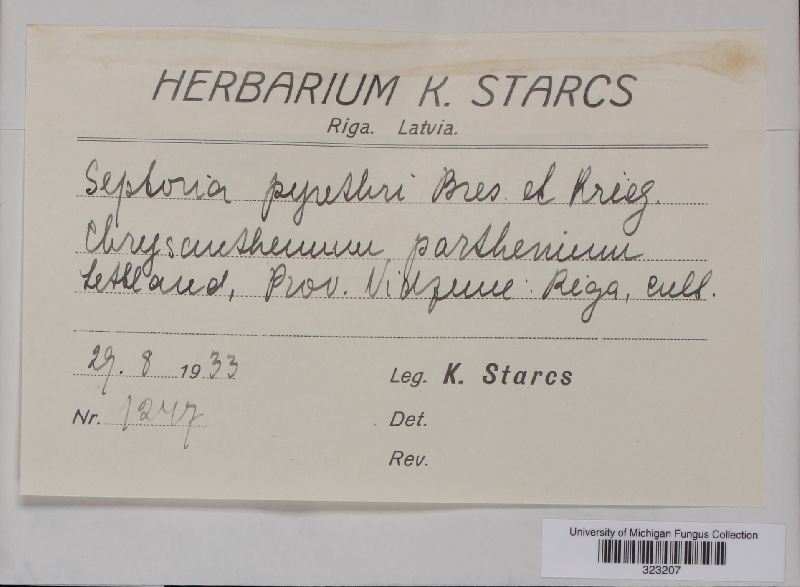 HERBARIUM K. STARCS
Riga. Latvia.
Septoria pyrethri Bres. et Krieg.
Chrysanthemum parthenium
Lettland, Prov. Vidzeme: Riga, cult.
29. 8 1933
Leg. K. Starcs
Nr. 1247
Det.
Rev.
University of Michigan Fungus Collection
323207